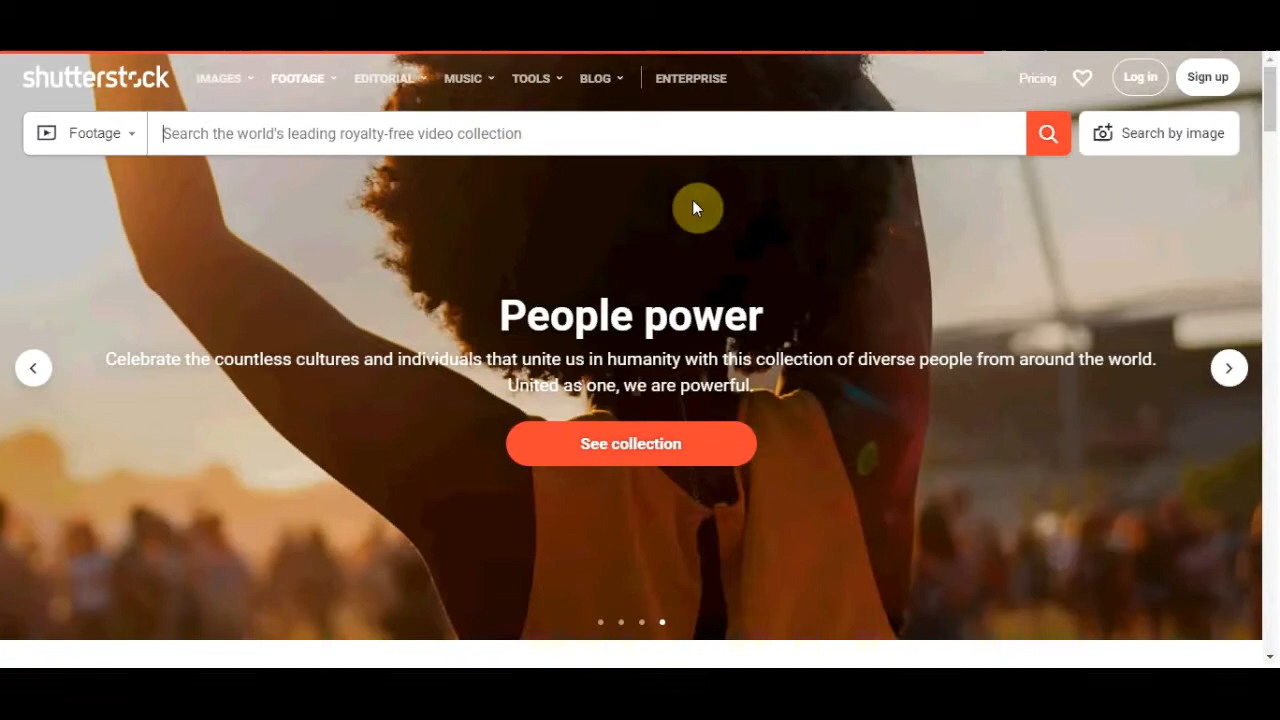 shutterstock IMAGES FOOTAGE EDITORIAL MUSIC TOOLS BLOG ENTERPRISE Pricing Log in Sign up
Footage Search the world's leading royalty-free video collection Search by image
People power
Celebrate the countless cultures and individuals that unite us in humanity with this collection of diverse people from around the world.
United as one, we are powerful.
See collection